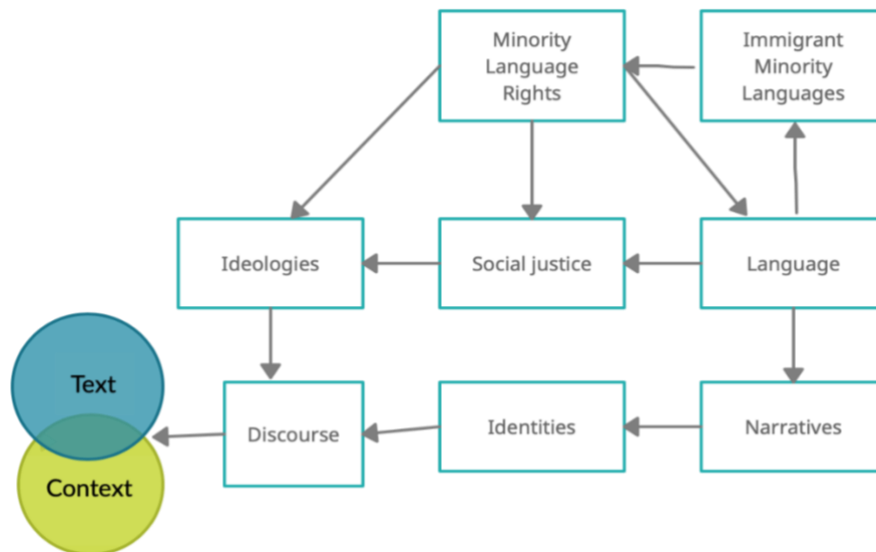 Minority
Language
Rights
Immigrant
Minority
Languages
Ideologies
Social justice
Language
Text
Discourse
Identities
Narratives
Context